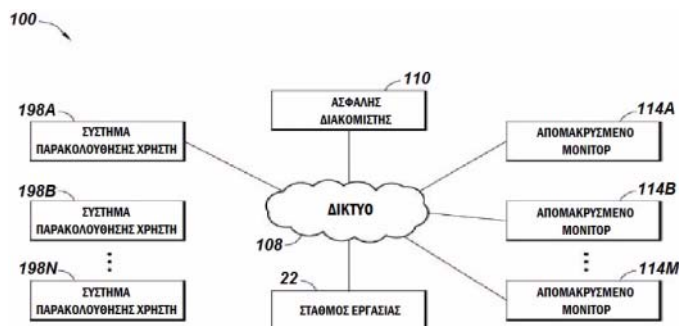 100
110
ΑΣΦΑΛΗΣ
ΔΙΑΚΟΜΙΣΤΗΣ
198A
ΣΥΣΤΗΜΑ
ΠΑΡΑΚΟΛΟΥΘΗΣΗΣ ΧΡΗΣΤΗ
114A
ΑΠΟΜΑΚΡΥΣΜΕΝΟ
ΜΟΝΙΤΟΡ
198B
ΣΥΣΤΗΜΑ
ΠΑΡΑΚΟΛΟΥΘΗΣΗΣ ΧΡΗΣΤΗ
ΔΙΚΤΥΟ
108
114B
ΑΠΟΜΑΚΡΥΣΜΕΝΟ
ΜΟΝΙΤΟΡ
198N
ΣΥΣΤΗΜΑ
ΠΑΡΑΚΟΛΟΥΘΗΣΗΣ ΧΡΗΣΤΗ
22
ΣΤΑΘΜΟΣ ΕΡΓΑΣΙΑΣ
114M
ΑΠΟΜΑΚΡΥΣΜΕΝΟ
ΜΟΝΙΤΟΡ